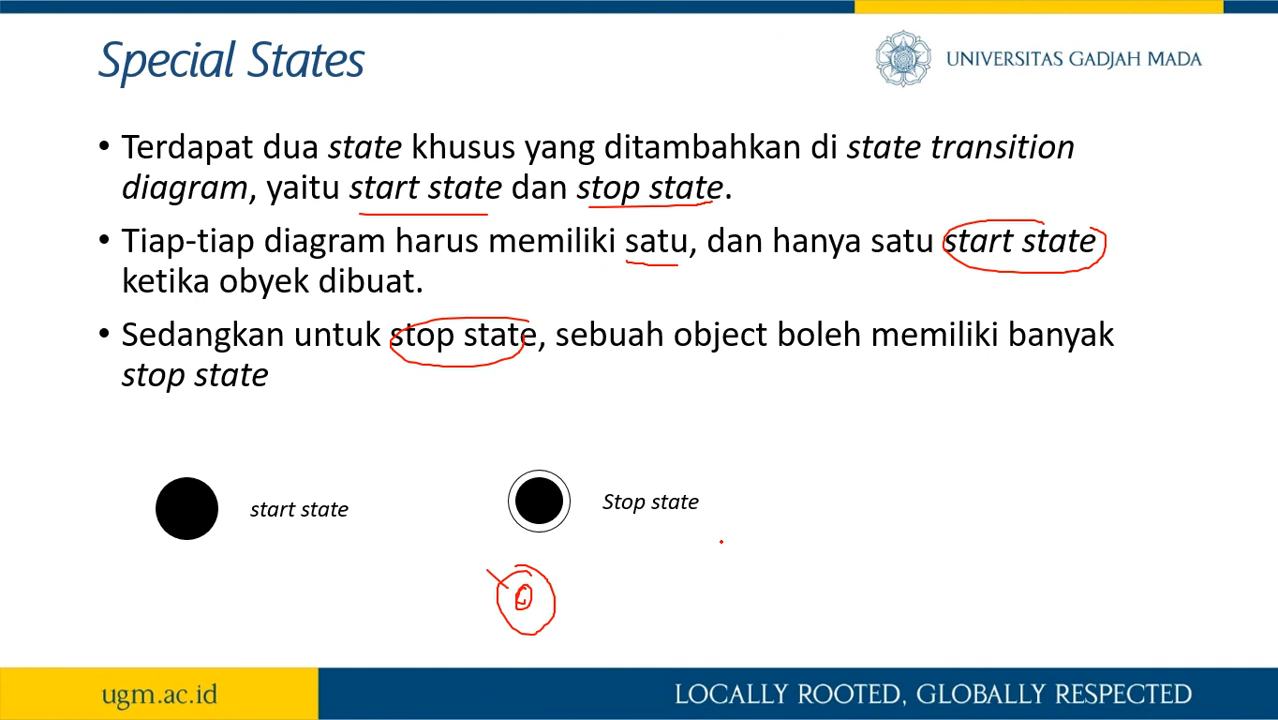 Special States
UNIVERSITAS GADJAH MADA
• Terdapat dua state khusus yang ditambahkan di state transition
diagram, yaitu start state dan stop state.
• Tiap-tiap diagram harus memiliki satu, dan hanya satu start state
ketika obyek dibuat.
• Sedangkan untuk stop state, sebuah object boleh memiliki banyak
stop state
start state
Stop state
ugm.ac.id
LOCALLY ROOTED, GLOBALLY RESPECTED